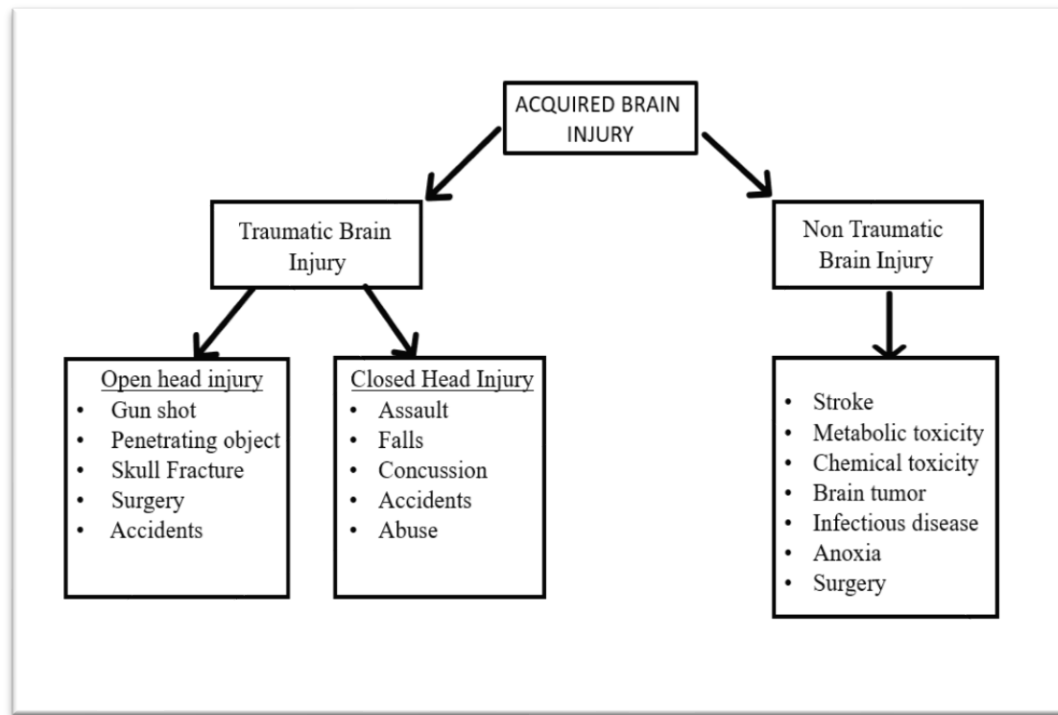 ACQUIRED BRAIN
INJURY
Traumatic Brain
Injury
Non Traumatic
Brain Injury
Open head injury
• Gun shot
• Penetrating object
• Skull Fracture
• Surgery
• Accidents
Closed Head Injury
• Assault
• Falls
• Concussion
• Accidents
• Abuse
• Stroke
• Metabolic toxicity
• Chemical toxicity
• Brain tumor
• Infectious disease
• Anoxia
• Surgery